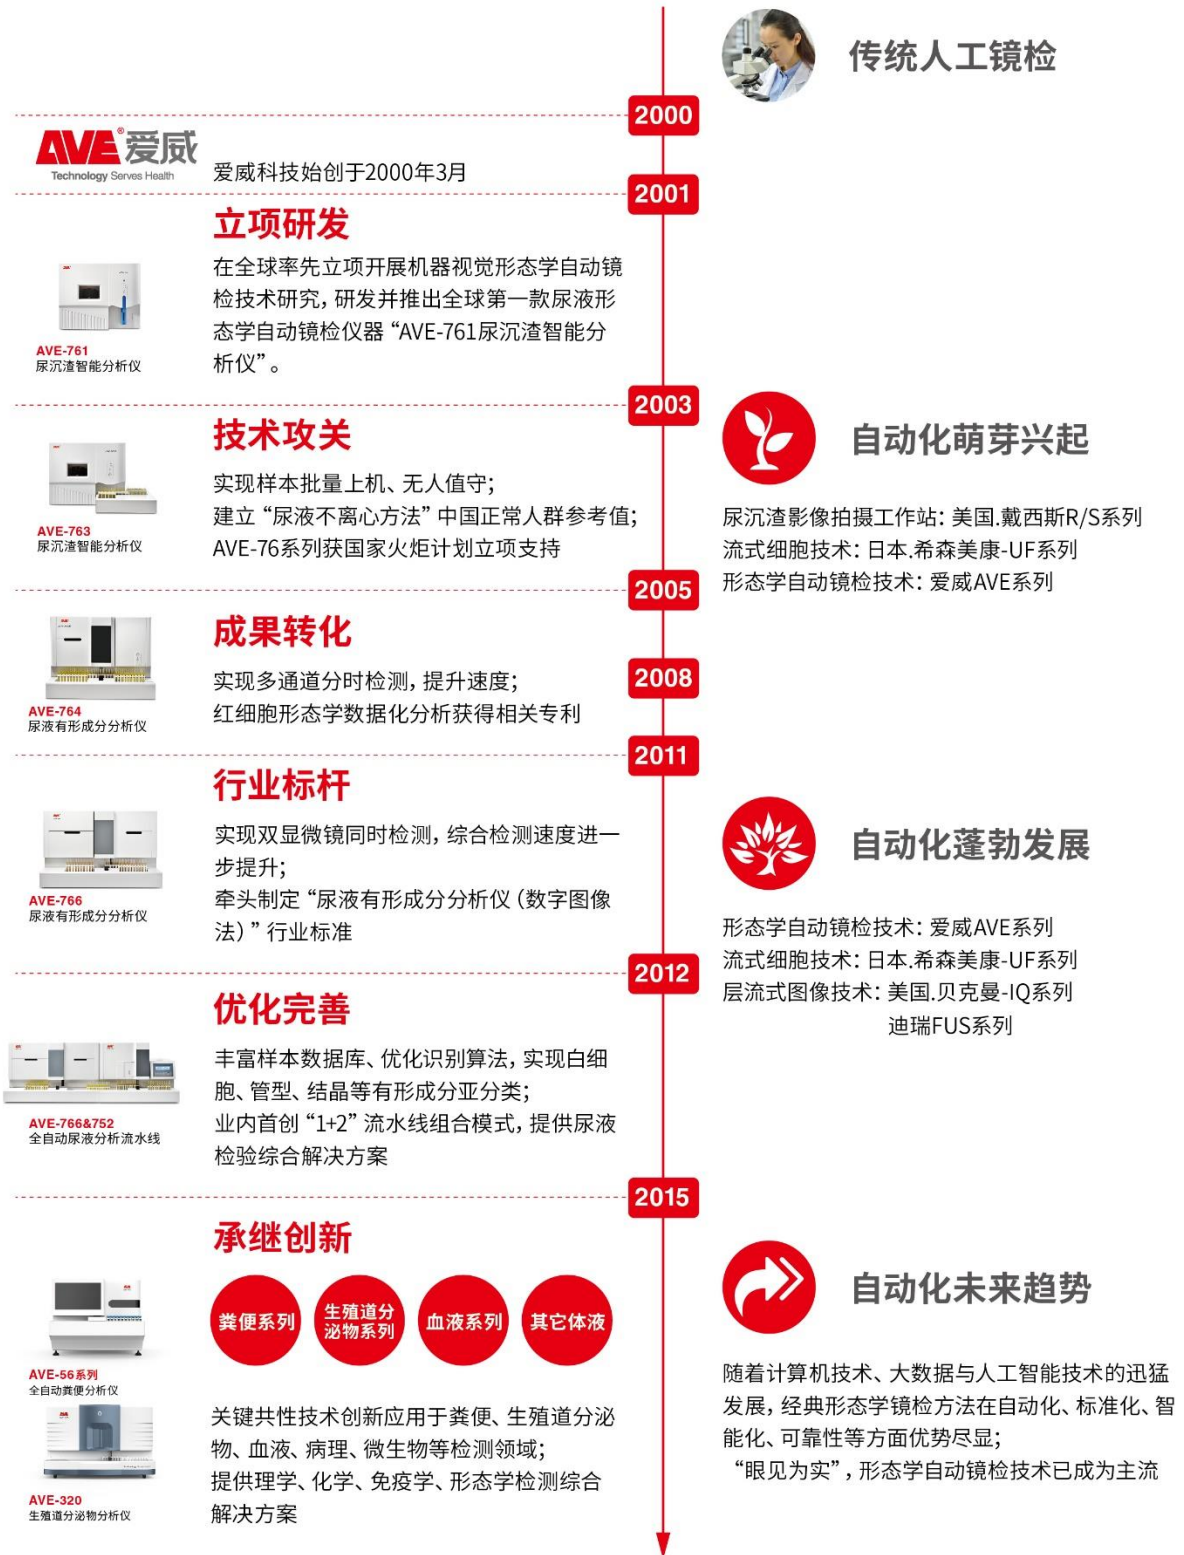 传统人工镜检
2000
AVE®爱威
Technology Serves Health
爱威科技始创于2000年3月
2001
立项研发
在全球率先立项开展机器视觉形态学自动镜
检技术研究，研发并推出全球第一款尿液形
态学自动镜检仪器“AVE-761尿沉渣智能分
析仪”。
AVE-761
尿沉渣智能分析仪
2003
技术攻关
实现样本批量上机、无人值守；
建立“尿液不离心方法”中国正常人群参考值；
AVE-76系列获国家火炬计划立项支持
AVE-763
尿沉渣智能分析仪
自动化萌芽兴起
尿沉渣影像拍摄工作站：美国.戴西斯R/S系列
流式细胞技术：日本.希森美康-UF系列
形态学自动镜检技术：爱威AVE系列
2005
成果转化
实现多通道分时检测，提升速度；
红细胞形态学数据化分析获得相关专利
AVE-764
尿液有形成分分析仪
2008
2011
行业标杆
实现双显微镜同时检测，综合检测速度进一
步提升；
牵头制定“尿液有形成分分析仪（数字图像
法）”行业标准
AVE-766
尿液有形成分分析仪
自动化蓬勃发展
形态学自动镜检技术：爱威AVE系列
流式细胞技术：日本.希森美康-UF系列
层流式图像技术：美国.贝克曼-IQ系列
迪瑞FUS系列
2012
优化完善
丰富样本数据库、优化识别算法，实现白细
胞、管型、结晶等有形成分亚分类；
业内首创“1+2”流水线组合模式，提供尿液
检验综合解决方案
AVE-766&752
全自动尿液分析流水线
2015
承继创新
粪便系列
生殖道分
泌物系列
血液系列
其它体液
AVE-56系列
全自动粪便分析仪
关键共性技术创新应用于粪便、生殖道分泌
物、血液、病理、微生物等检测领域；
提供理学、化学、免疫学、形态学检测综合
解决方案
AVE-320
生殖道分泌物分析仪
自动化未来趋势
随着计算机技术、大数据与人工智能技术的迅猛
发展，经典形态学镜检方法在自动化、标准化、智
能化、可靠性等方面优势尽显；
“眼见为实”，形态学自动镜检技术已成为主流